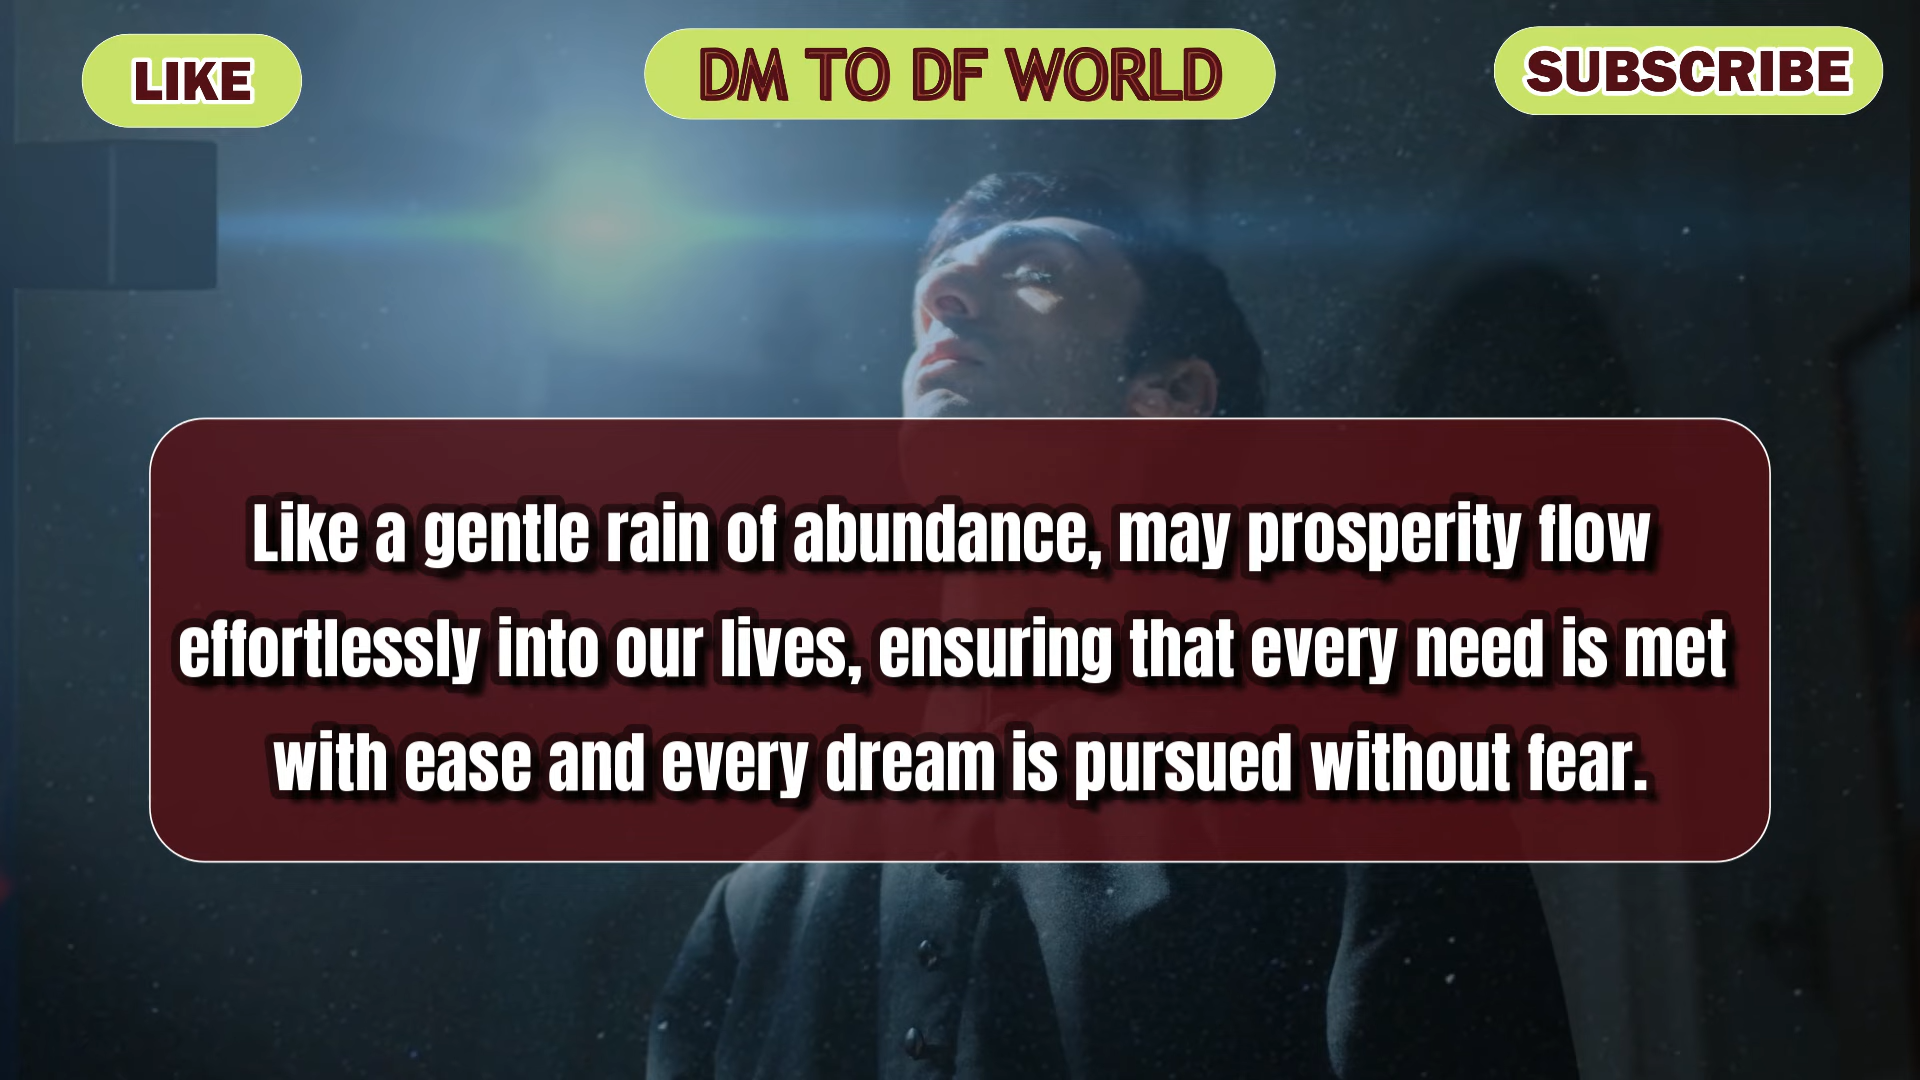 LIKE
DM TO DF WORLD
SUBSCRIBE
Like a gentle rain of abundance, may prosperity flow
effortlessly into our lives, ensuring that every need is met
with ease and every dream is pursued without fear.